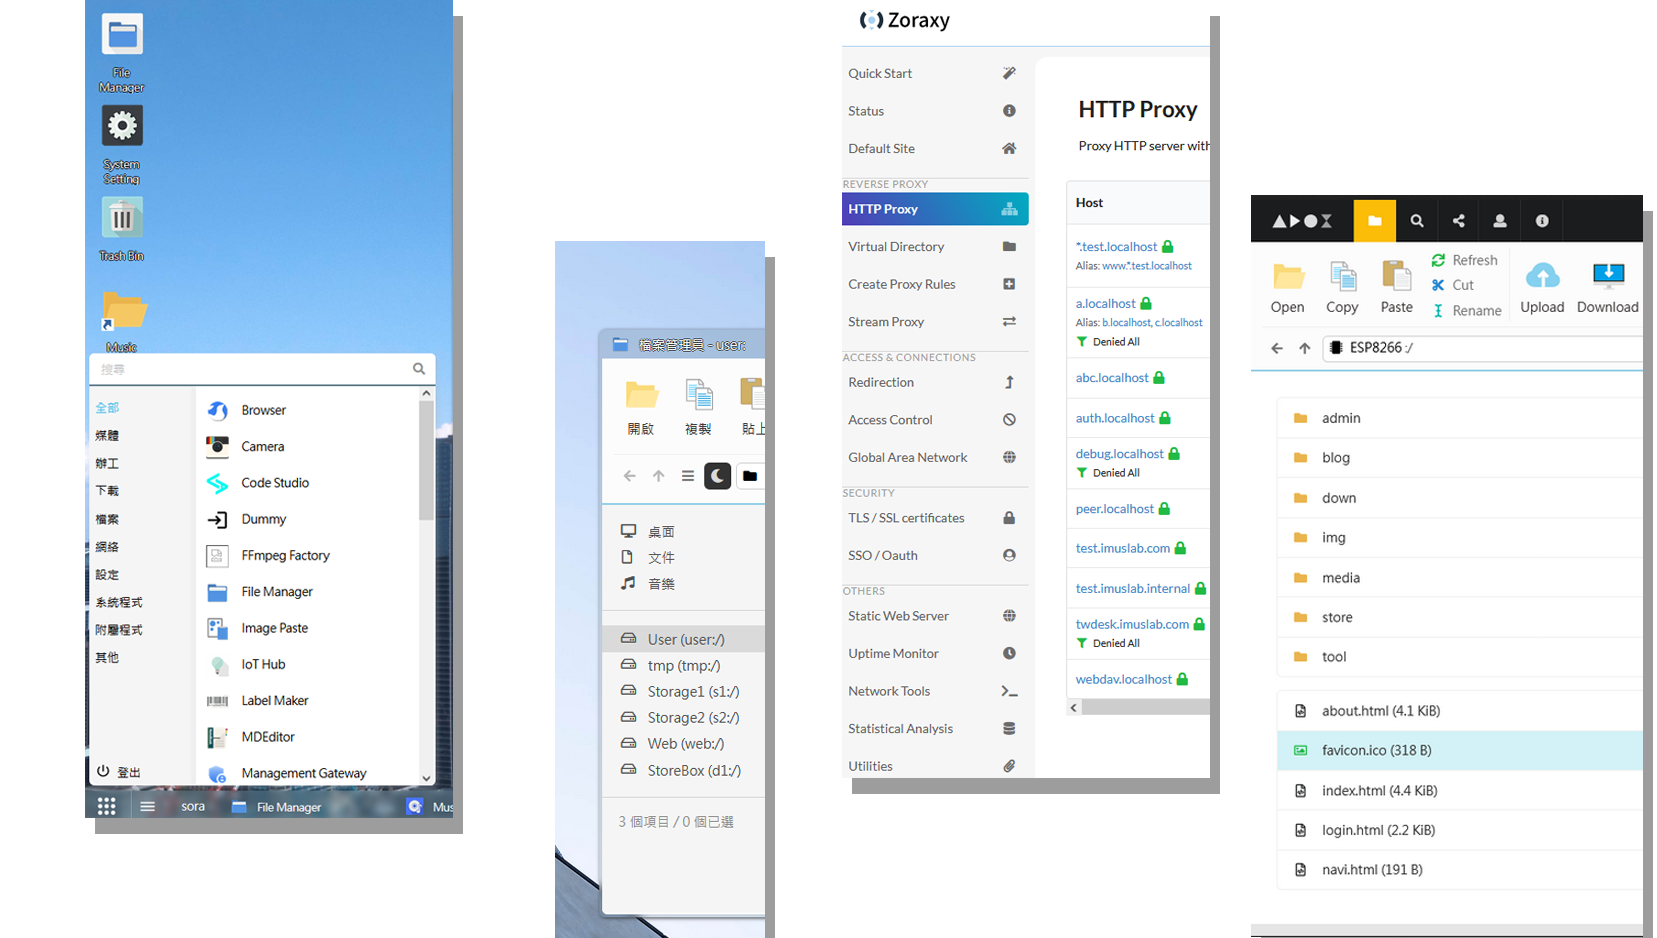 File
Manager
System
Setting
Trash Bin
Music
搜尋
全部
媒體
辦工
下載
檔案
網絡
設定
系統程式
附屬程式
其他
登出
Browser
Camera
Code Studio
Dummy
FFmpeg Factory
File Manager
Image Paste
IoT Hub
Label Maker
MDEditor
Management Gateway
sora
File Manager
Mus
檔案管理員 - user:
開啟
複製
貼上
桌面
文件
音樂
User (user:/)
tmp (tmp:/)
Storage1 (s1:/)
Storage2 (s2:/)
Web (web:/)
StoreBox (d1:/)
3 個項目 / 0 個已選
Zoraxy
Quick Start
Status
Default Site
REVERSE PROXY
HTTP Proxy
Virtual Directory
Create Proxy Rules
Stream Proxy
ACCESS & CONNECTIONS
Redirection
Access Control
Global Area Network
SECURITY
TLS / SSL certificates
SSO / Oauth
OTHERS
Static Web Server
Uptime Monitor
Network Tools
Statistical Analysis
Utilities
HTTP Proxy
Proxy HTTP server with
Host
*.test.localhost
Alias: www.*.test.localhost
a.localhost
Alias: b.localhost, c.localhost
Denied All
abc.localhost
auth.localhost
debug.localhost
Denied All
peer.localhost
test.imuslab.com
test.imuslab.internal
twdesk.imuslab.com
Denied All
webdav.localhost
Open
Copy
Paste
Refresh
Cut
Rename
Upload
Download
ESP8266 :/
admin
blog
down
img
media
store
tool
about.html (4.1 KiB)
favicon.ico (318 B)
index.html (4.4 KiB)
login.html (2.2 KiB)
navi.html (191 B)